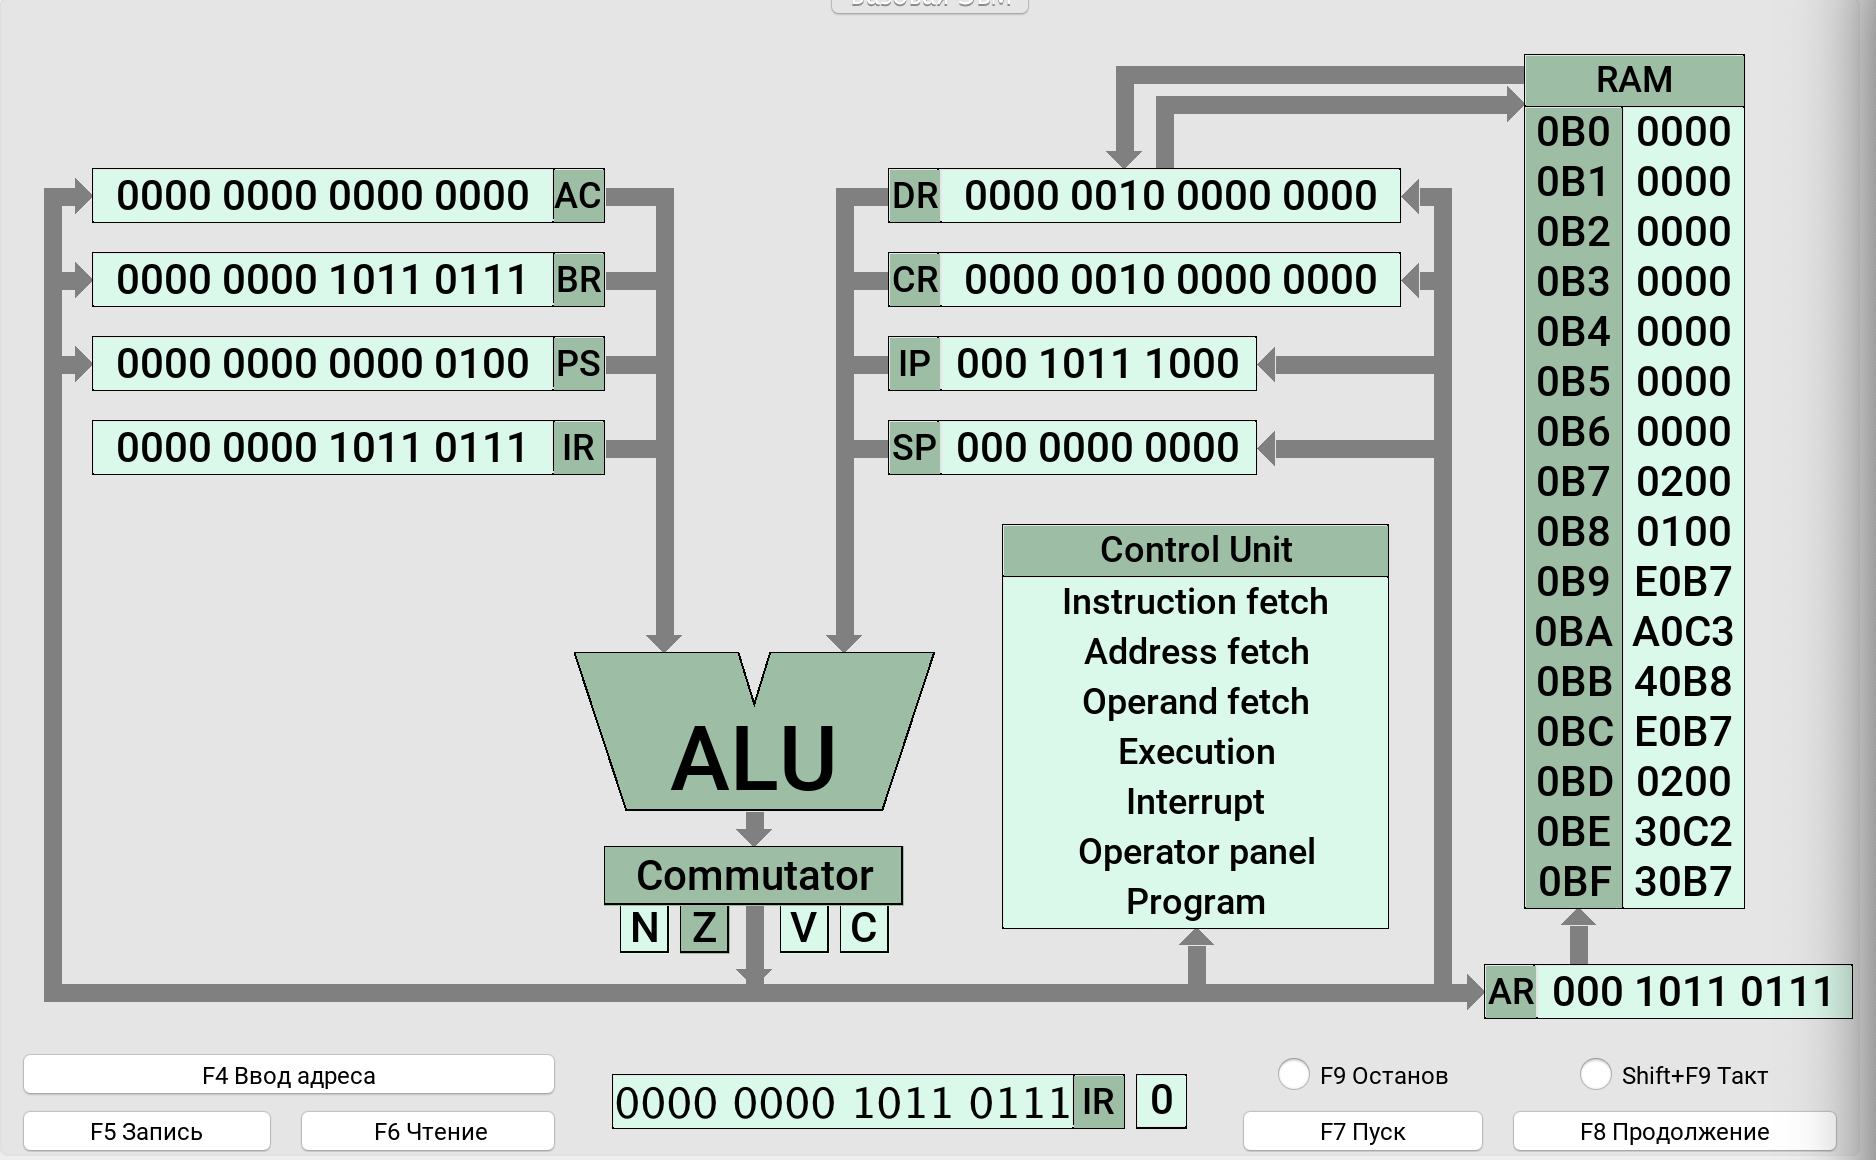 Базовая ЭВМ
RAM
0B0 0000
0B1 0000
0B2 0000
0B3 0000
0B4 0000
0B5 0000
0B6 0000
0B7 0200
0B8 0100
0B9 E0B7
0BA A0C3
0BB 40B8
0BC E0B7
0BD 0200
0BE 30C2
0BF 30B7
0000 0000 0000 0000 AC
DR 0000 0010 0000 0000
0000 0000 1011 0111 BR
CR 0000 0010 0000 0000
0000 0000 0000 0100 PS
IP 000 1011 1000
0000 0000 1011 0111 IR
SP 000 0000 0000
Control Unit
Instruction fetch
Address fetch
Operand fetch
Execution
Interrupt
Operator panel
Program
ALU
Commutator
N Z V C
AR 000 1011 0111
F4 Ввод адреса
F5 Запись
F6 Чтение
0000 0000 1011 0111 IR 0
F9 Останов
Shift+F9 Такт
F7 Пуск
F8 Продолжение